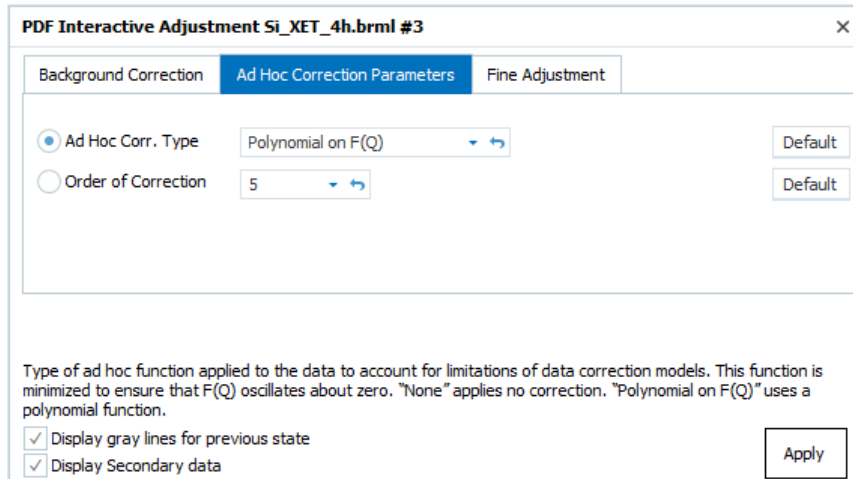 PDF Interactive Adjustment Si_XET_4h.brml #3
Background Correction Ad Hoc Correction Parameters Fine Adjustment
Ad Hoc Corr. Type Polynomial on F(Q) Default
Order of Correction 5 Default
Type of ad hoc function applied to the data to account for limitations of data correction models. This function is
minimized to ensure that F(Q) oscillates about zero. "None" applies no correction. "Polynomial on F(Q)" uses a
polynomial function.
Display gray lines for previous state
Display Secondary data
Apply